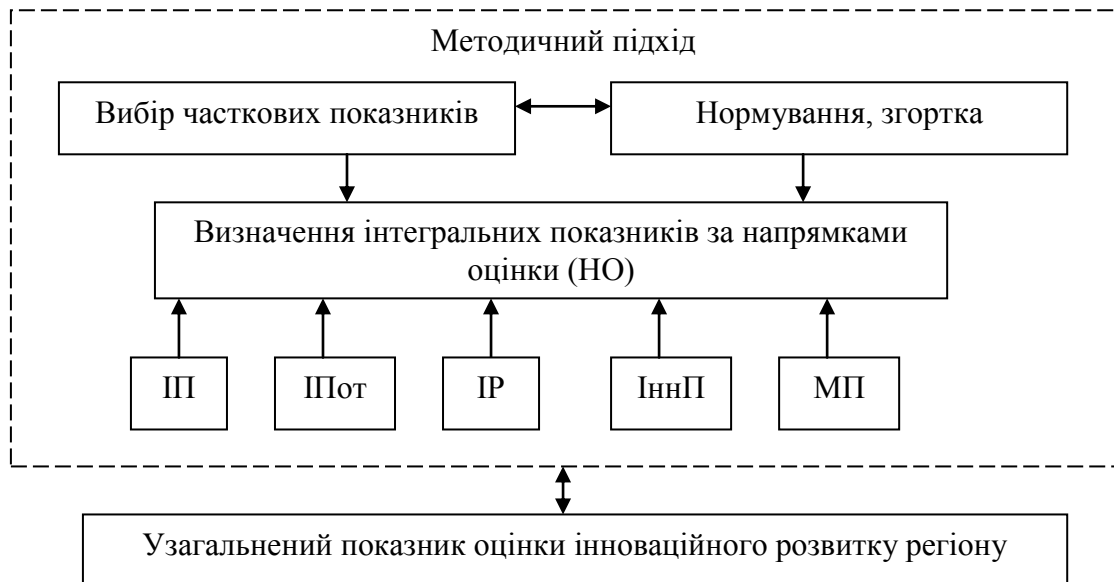 Методичний підхід
Вибір часткових показників
Нормування, згортка
Визначення інтегральних показників за напрямками
оцінки (НО)
ІП
ІПот
ІР
ІннП
МП
Узагальнений показник оцінки інноваційного розвитку регіону